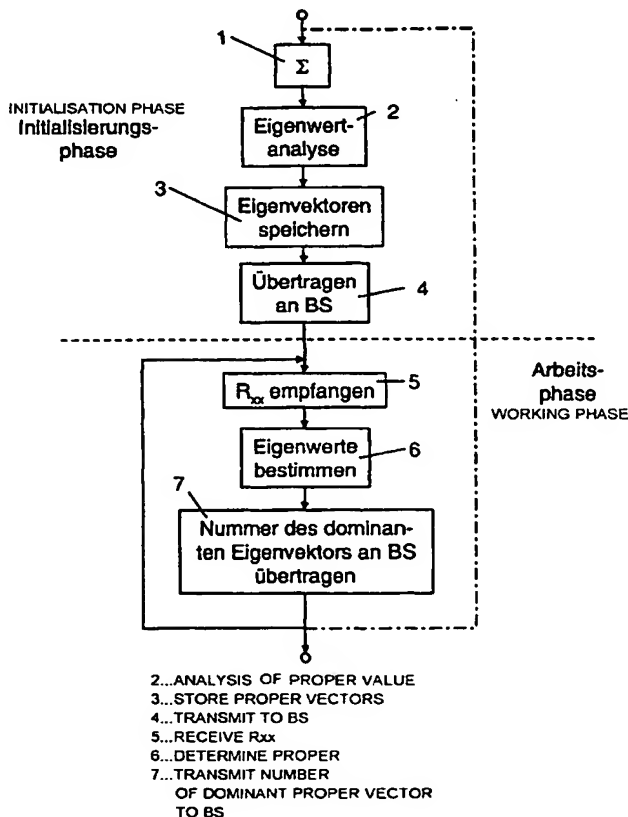 1
Σ
INITIALISATION PHASE
Initialisierungs-
phase
2
Eigenwert-
analyse
3
Eigenvektoren
speichern
Übertragen
an BS
4
Arbeits-
phase
WORKING PHASE
R_xx empfangen
5
Eigenwerte
bestimmen
6
7
Nummer des dominan-
ten Eigenvektors an BS
übertragen
2...ANALYSIS OF PROPER VALUE
3...STORE PROPER VECTORS
4...TRANSMIT TO BS
5...RECEIVE Rxx
6...DETERMINE PROPER
7...TRANSMIT NUMBER
OF DOMINANT PROPER VECTOR
TO BS